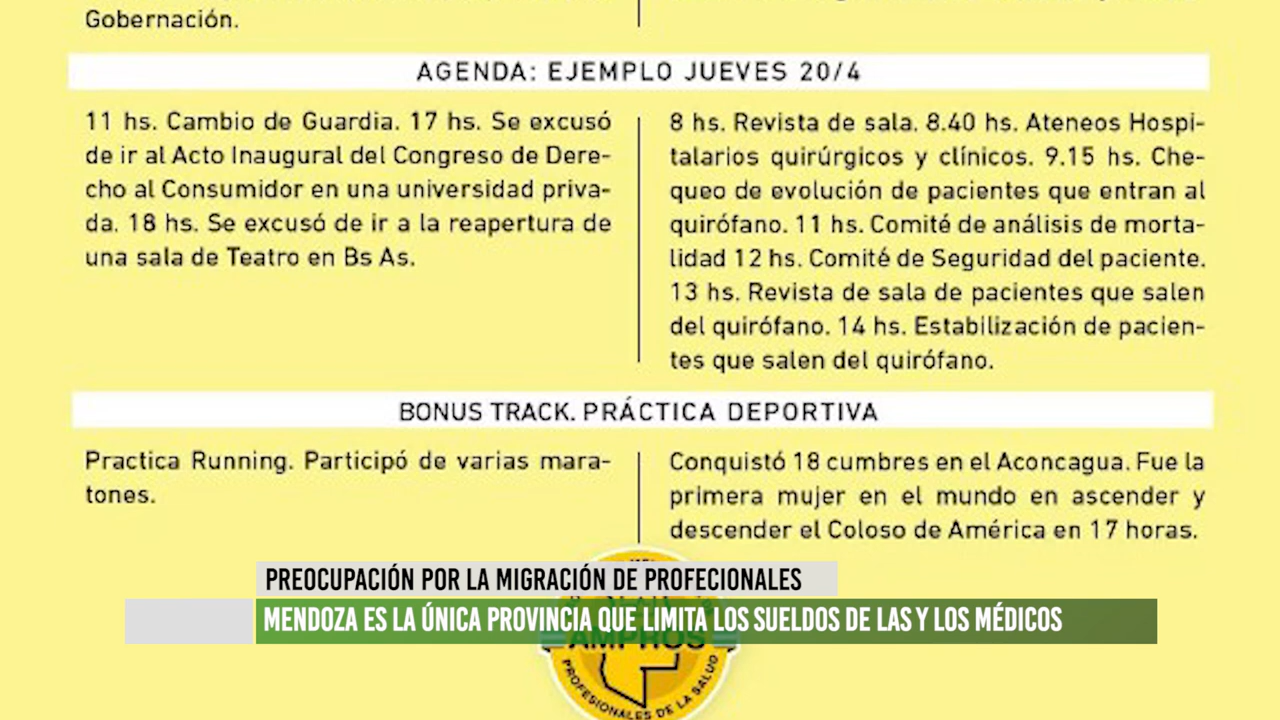 Gobernación.
AGENDA: EJEMPLO JUEVES 20/4
11 hs. Cambio de Guardia. 17 hs. Se excusó
de ir al Acto Inaugural del Congreso de Dere-
cho al Consumidor en una universidad priva-
da. 18 hs. Se excusó de ir a la reapertura de
una sala de Teatro en Bs As.
8 hs. Revista de sala. 8.40 hs. Ateneos Hospi-
talarios quirúrgicos y clínicos. 9.15 hs. Che-
queo de evolución de pacientes que entran al
quirófano. 11 hs. Comité de análisis de morta-
lidad 12 hs. Comité de Seguridad del paciente.
13 hs. Revista de sala de pacientes que salen
del quirófano. 14 hs. Estabilización de pacien-
tes que salen del quirófano.
BONUS TRACK. PRÁCTICA DEPORTIVA
Practica Running. Participó de varias mara-
tones.
Conquistó 18 cumbres en el Aconcagua. Fue la
primera mujer en el mundo en ascender y
descender el Coloso de América en 17 horas.
PREOCUPACIÓN POR LA MIGRACIÓN DE PROFECIONALES
MENDOZA ES LA ÚNICA PROVINCIA QUE LIMITA LOS SUELDOS DE LAS Y LOS MÉDICOS
AMPROS
PROFESIONALES DE LA SALUD